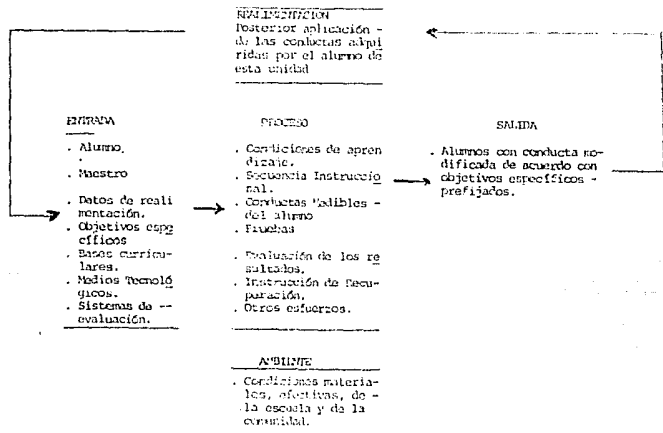 REALIMENTACION
Posterior aplicación -
de las conductas adqui
ridas por el alumno de
esta unidad
ENTRADA
. Alumno.
. Maestro
. Datos de reali
mentación.
. Objetivos espe
cíficos
. Bases curricu-
lares.
. Medios Tecnoló
gicos.
. Sistemas de --
evaluación.
PROCESO
. Condiciones de apren
dizaje.
. Secuencia Instruccio
nal.
. Conductas Medibles -
del alumno
. Pruebas
. Evaluación de los re
sultados.
. Instrucción de Recu-
peración.
. Otros esfuerzos.
SALIDA
. Alumnos con conducta mo-
dificada de acuerdo con
objetivos específicos -
prefijados.
AMBIENTE
. Condiciones materia-
les, afectivas, de -
la escuela y de la
comunidad.